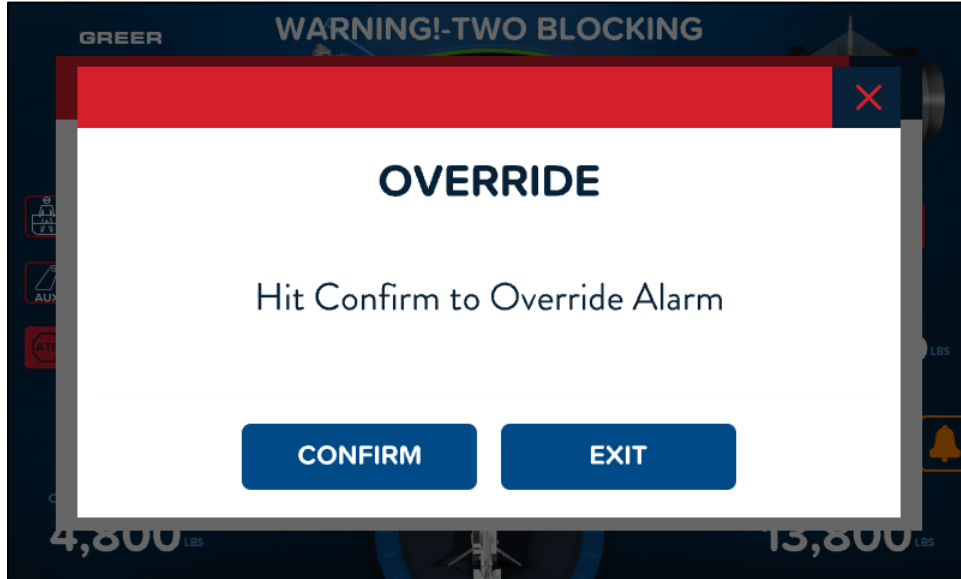 GREER
WARNING!-TWO BLOCKING
OVERRIDE
Hit Confirm to Override Alarm
AUX
LBS
CONFIRM
EXIT
4,800 LBS
13,800 LBS